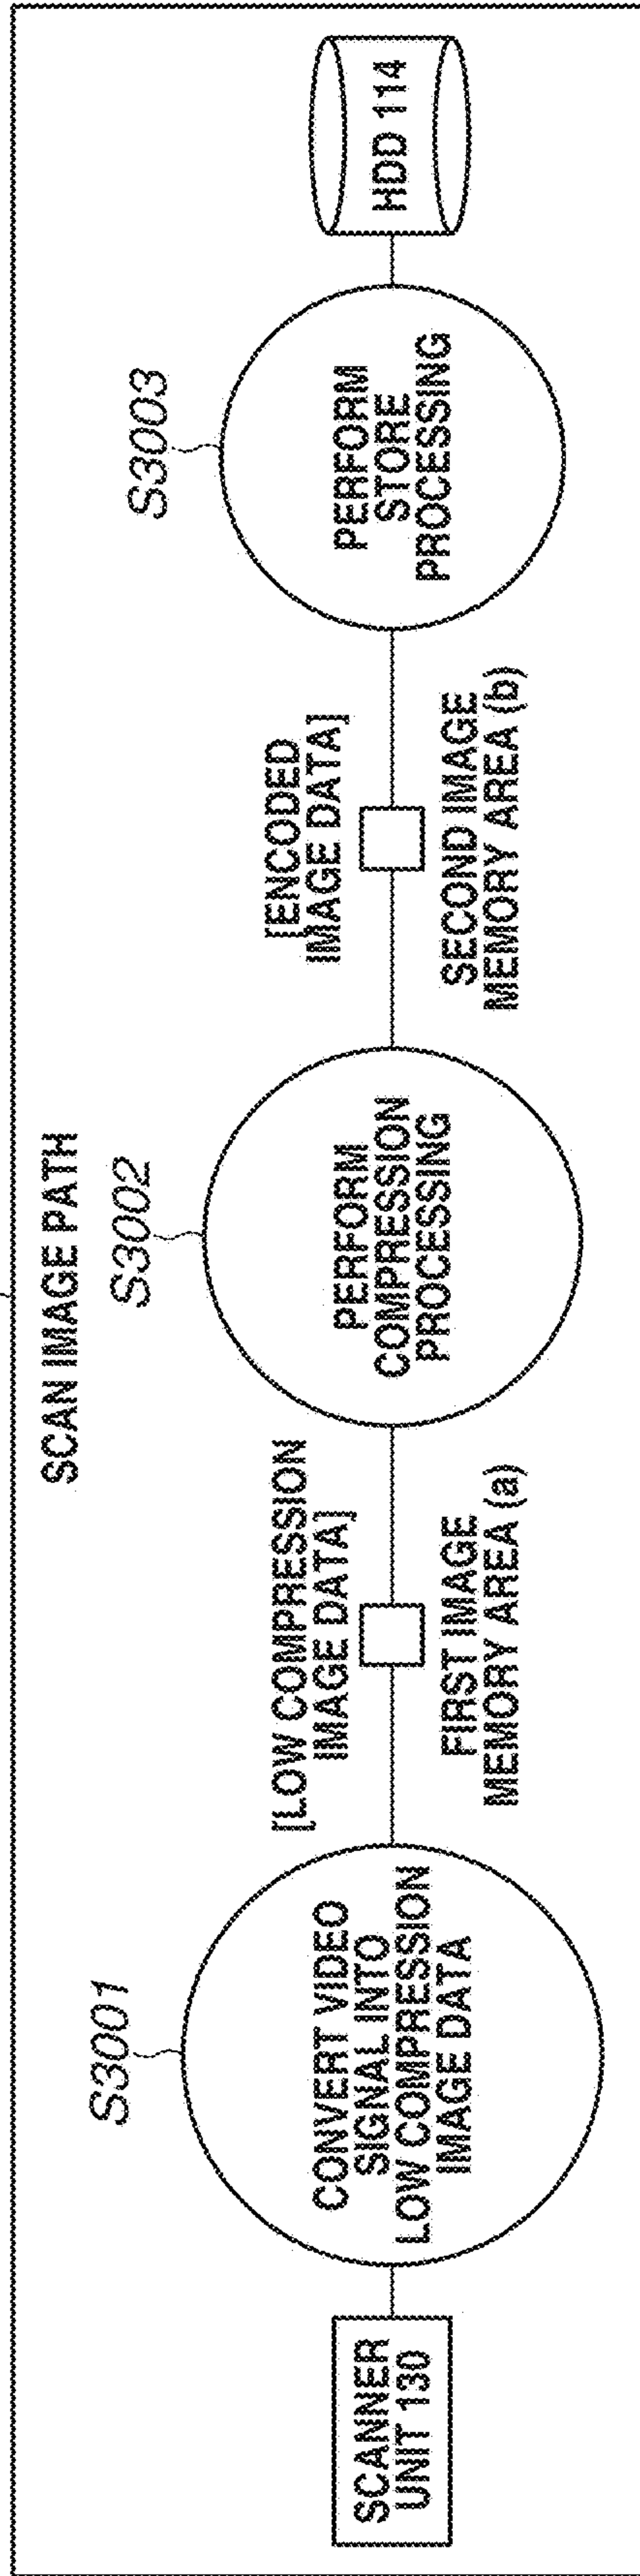 SCAN IMAGE PATH
SCANNER
UNIT 130
S3001
CONVERT VIDEO
SIGNAL INTO
LOW COMPRESSION
IMAGE DATA
[LOW COMPRESSION
IMAGE DATA]
FIRST IMAGE
MEMORY AREA (a)
S3002
PERFORM
COMPRESSION
PROCESSING
[ENCODED
IMAGE DATA]
SECOND IMAGE
MEMORY AREA (b)
S3003
PERFORM
STORE
PROCESSING
HDD 114